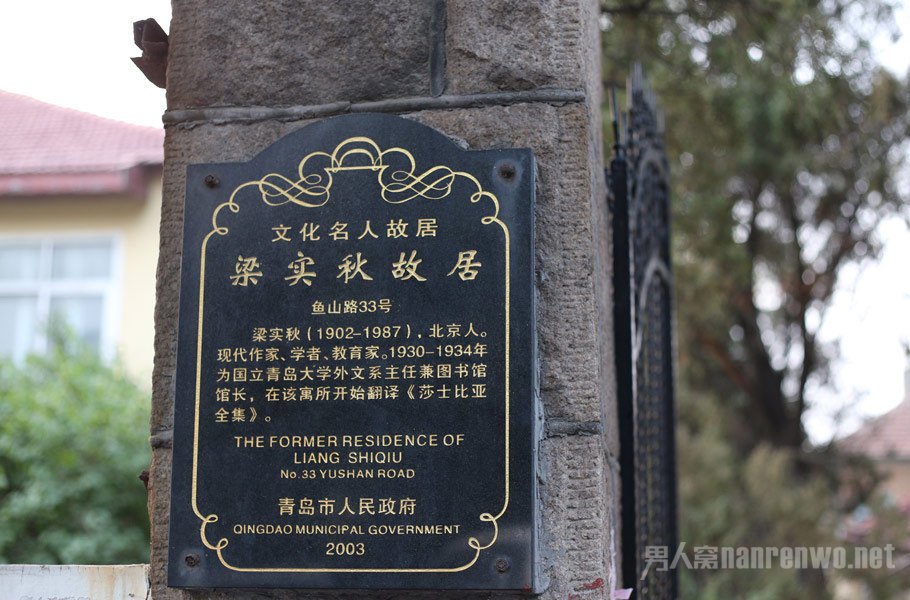 文化名人故居
梁实秋故居
鱼山路33号
梁实秋（1902-1987），北京人。
现代作家、学者、教育家。1930-1934年
为国立青岛大学外文系主任兼图书馆
馆长，在该寓所开始翻译《莎士比亚
全集》。
THE FORMER RESIDENCE OF
LIANG SHIQIU
No.33 YUSHAN ROAD
青岛市人民政府
QINGDAO MUNICIPAL GOVERNMENT
2003
男人窝nanrenwo.net